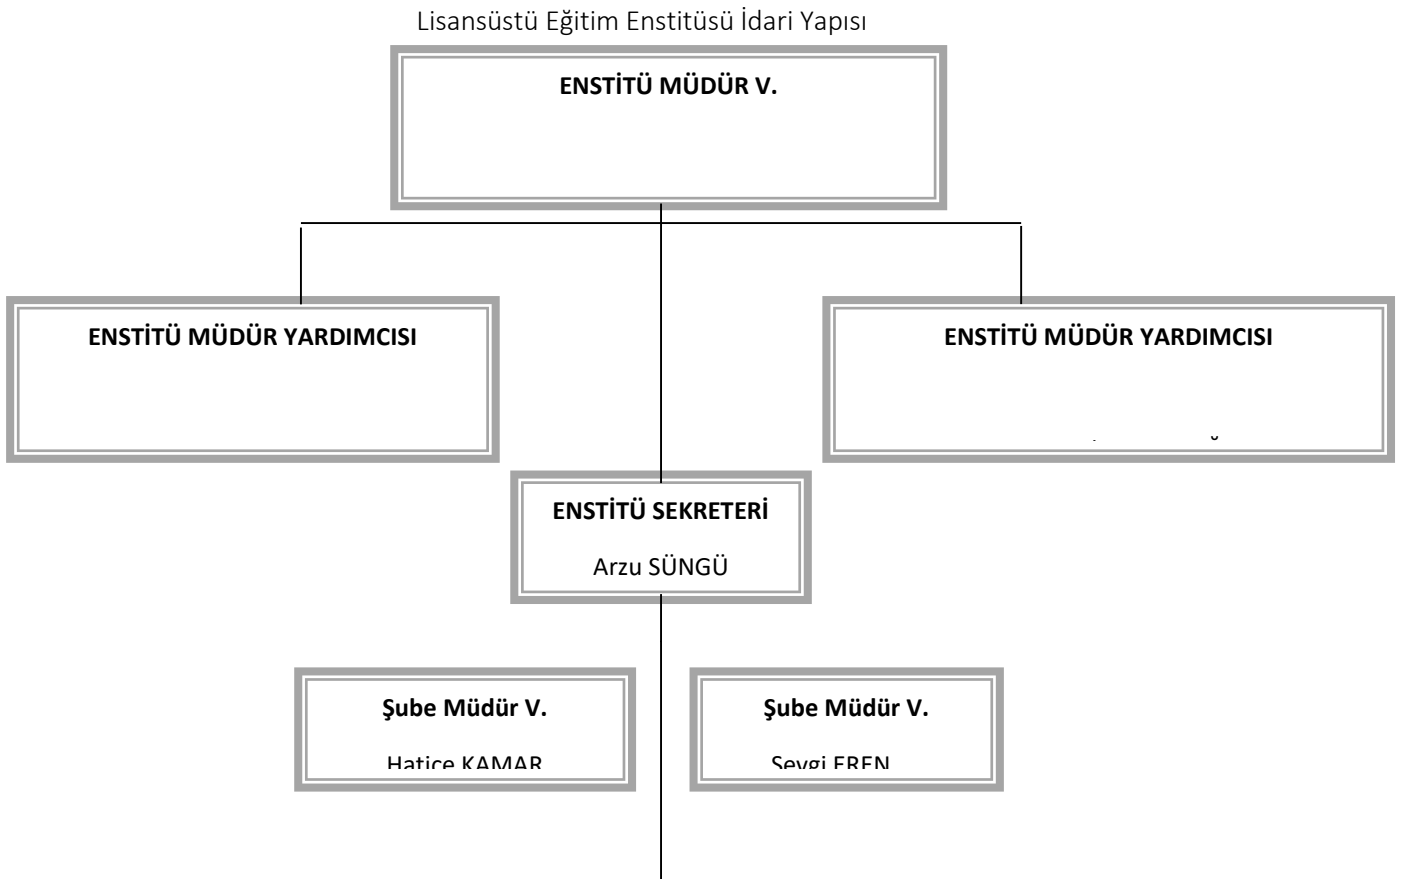 Lisansüstü Eğitim Enstitüsü İdari Yapısı
ENSTİTÜ MÜDÜR V.
ENSTİTÜ MÜDÜR YARDIMCISI
ENSTİTÜ MÜDÜR YARDIMCISI
ENSTİTÜ SEKRETERİ
Arzu SÜNGÜ
Şube Müdür V.
Hatice KAMAR
Şube Müdür V.
Sevgi EREN